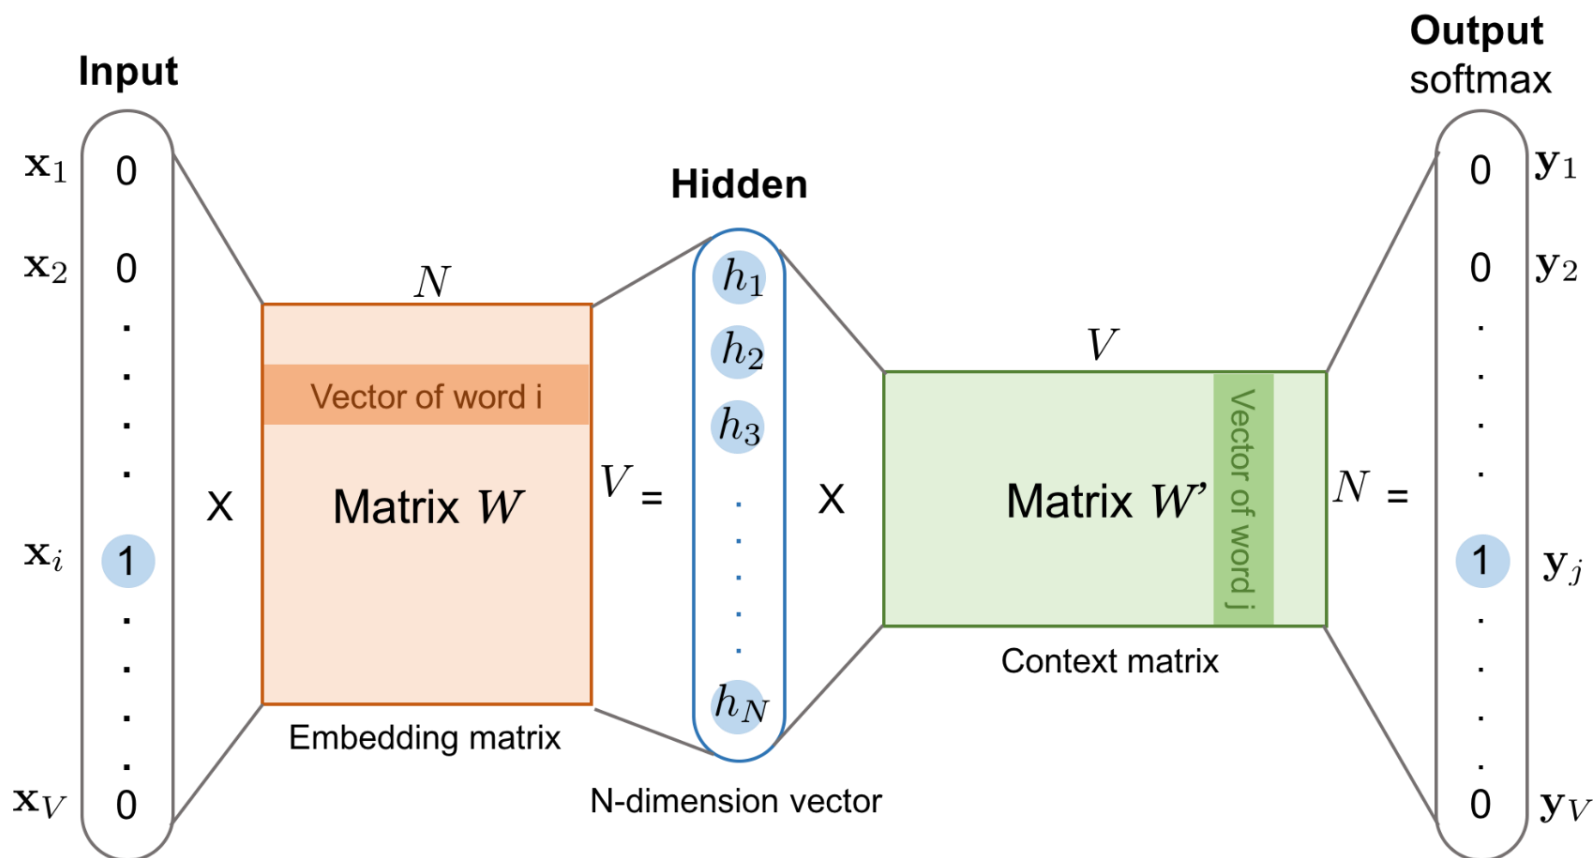 Input
x1 0
x2 0
.
.
.
.
xi 1
.
.
.
.
xV 0
X
N
Vector of word i
Matrix W
V =
Embedding matrix
Hidden
h1
h2
h3
.
.
.
.
.
hN
N-dimension vector
X
V
Matrix W’
Vector of word j
N =
Context matrix
Output
softmax
0 y1
0 y2
.
.
.
.
1 yj
.
.
.
.
0 yV